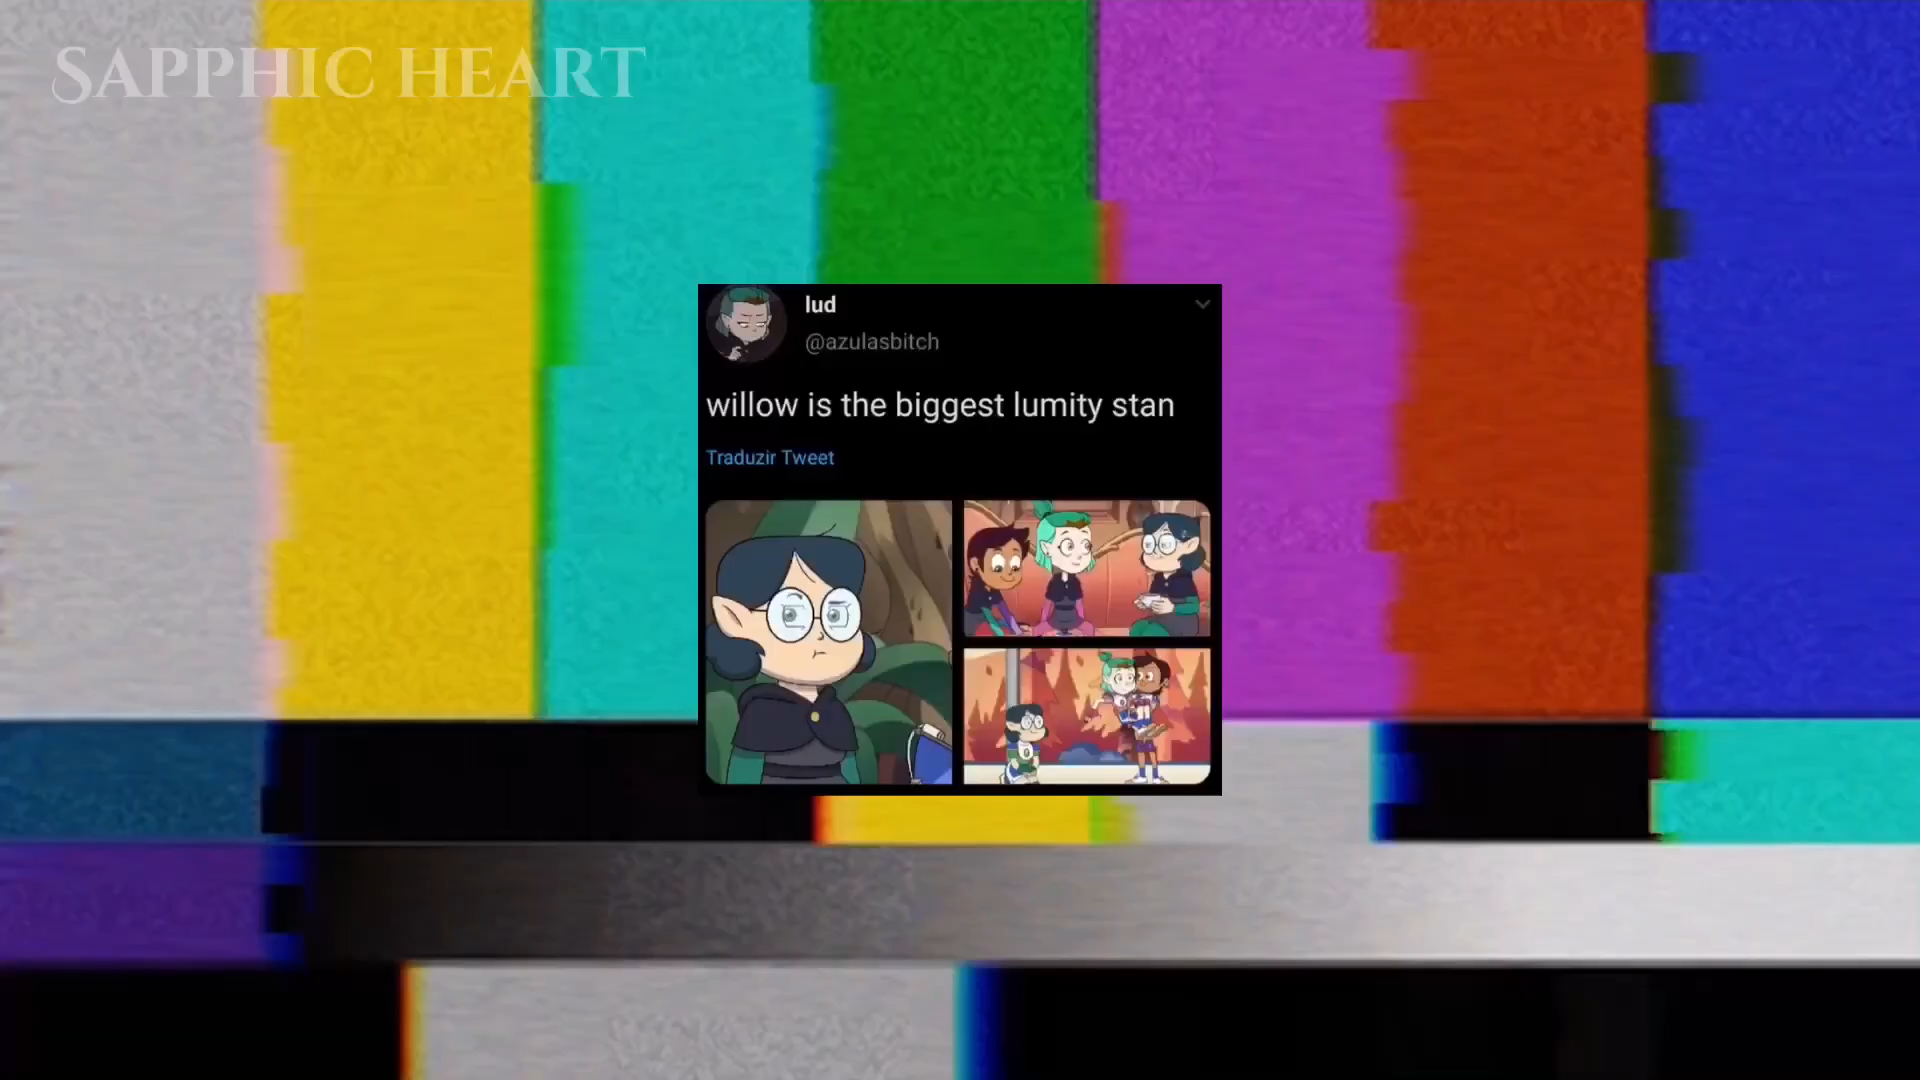 SAPPHIC HEART
lud
@azulasbitch
willow is the biggest lumity stan
Traduzir Tweet